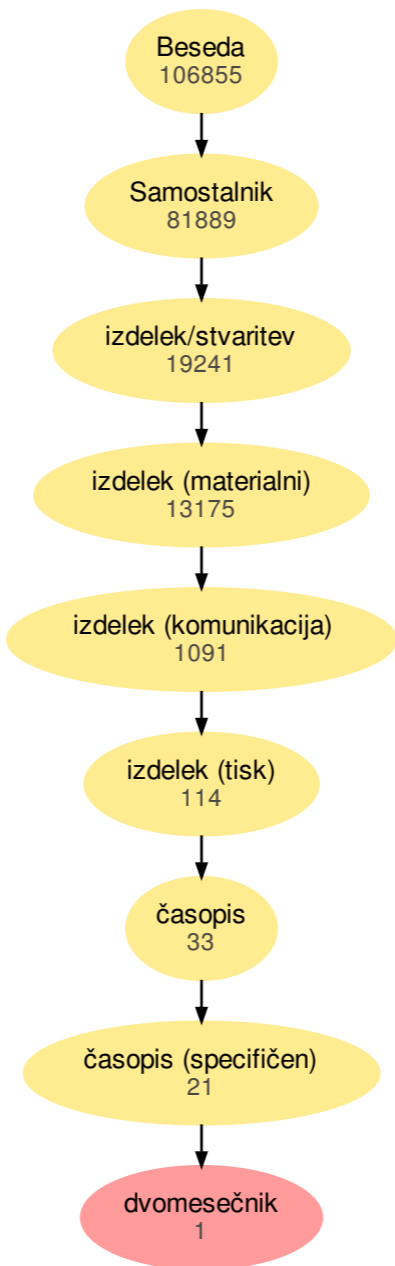 Beseda
106855
Samostalnik
81889
izdelek/stvaritev
19241
izdelek (materialni)
13175
izdelek (komunikacija)
1091
izdelek (tisk)
114
časopis
33
časopis (specifičen)
21
dvomesečnik
1